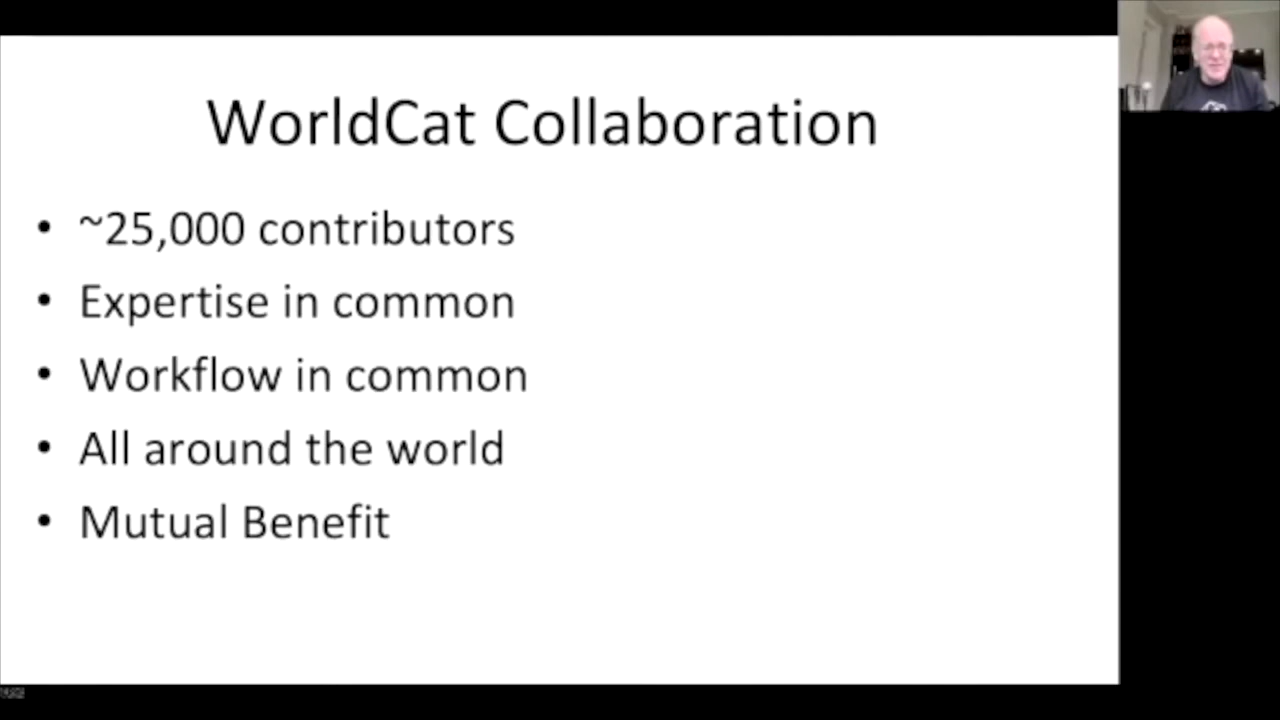 WorldCat Collaboration
• ~25,000 contributors
• Expertise in common
• Workflow in common
• All around the world
• Mutual Benefit